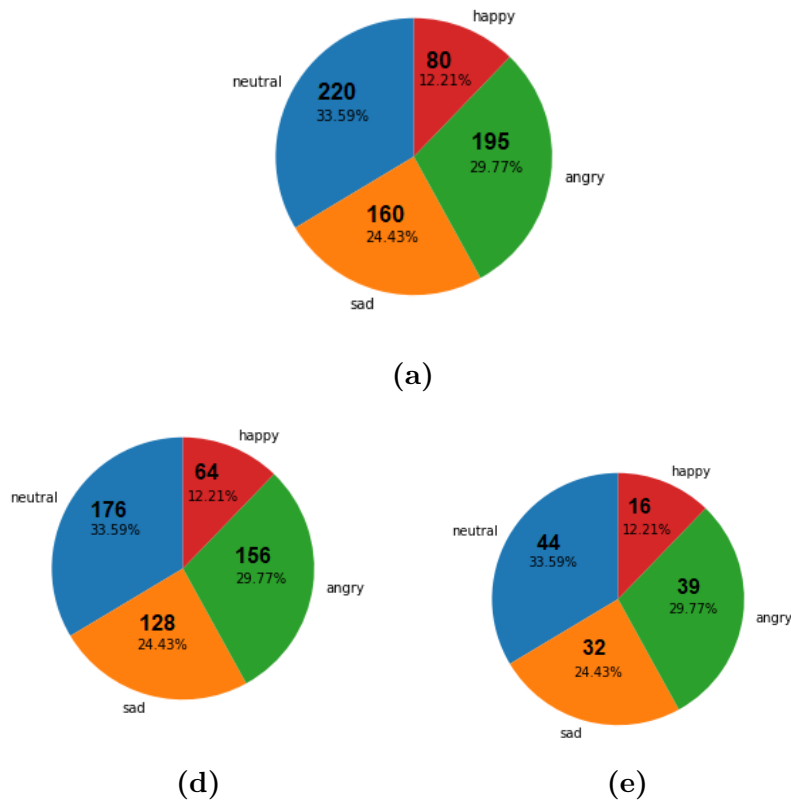 happy
80
12.21%
neutral
220
33.59%
195
29.77%
angry
160
24.43%
sad
(a)
happy
64
12.21%
neutral
176
33.59%
156
29.77%
angry
128
24.43%
sad
(d)
happy
16
12.21%
neutral
44
33.59%
39
29.77%
angry
32
24.43%
sad
(e)